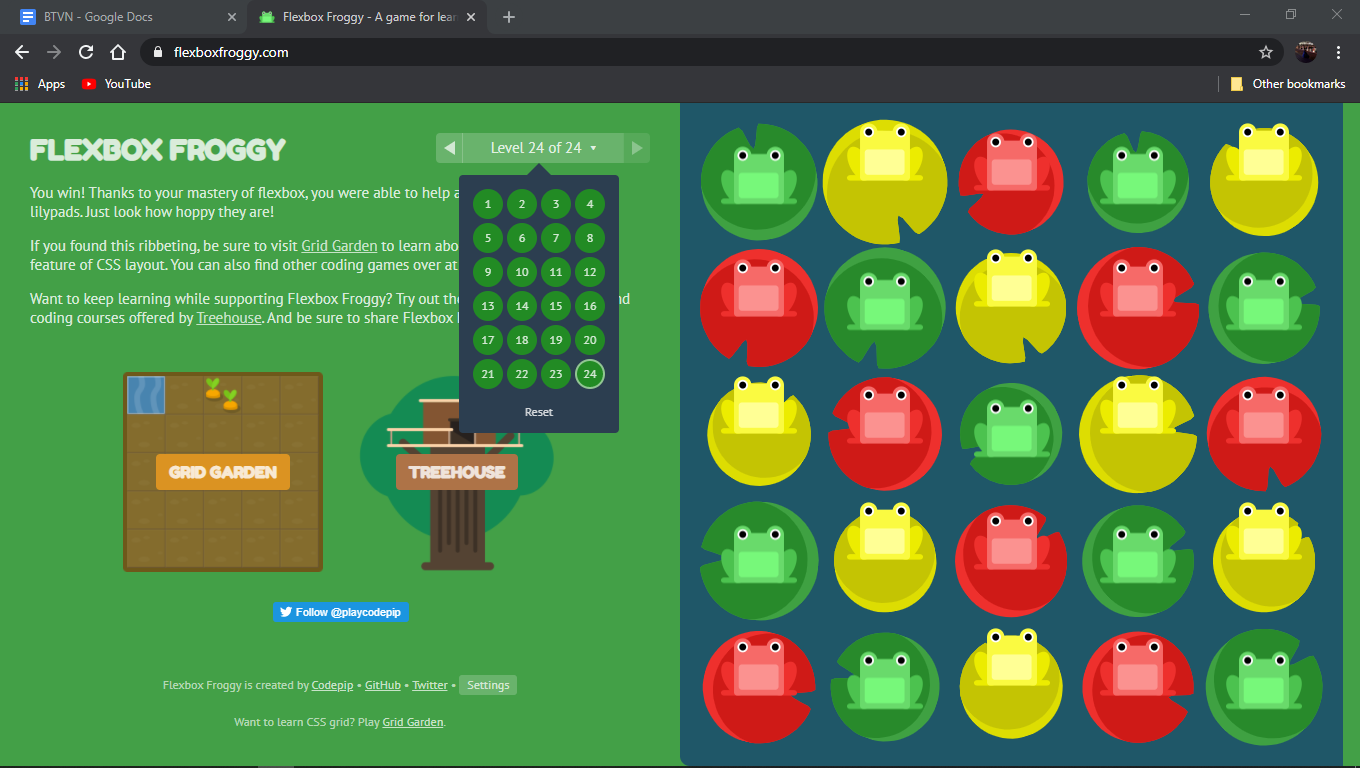 BTVN - Google Docs
Flexbox Froggy - A game for lear
flexboxfroggy.com
Apps
YouTube
Other bookmarks
FLEXBOX FROGGY
Level 24 of 24
You win! Thanks to your mastery of flexbox, you were able to help a
lilypads. Just look how hoppy they are!
If you found this ribbeting, be sure to visit Grid Garden to learn abo
feature of CSS layout. You can also find other coding games over at
Want to keep learning while supporting Flexbox Froggy? Try out the
nd
coding courses offered by Treehouse. And be sure to share Flexbox
1 2 3 4
5 6 7 8
9 10 11 12
13 14 15 16
17 18 19 20
21 22 23 24
Reset
GRID GARDEN
TREEHOUSE
Follow @playcodepip
Flexbox Froggy is created by Codepip • GitHub • Twitter • Settings
Want to learn CSS grid? Play Grid Garden.